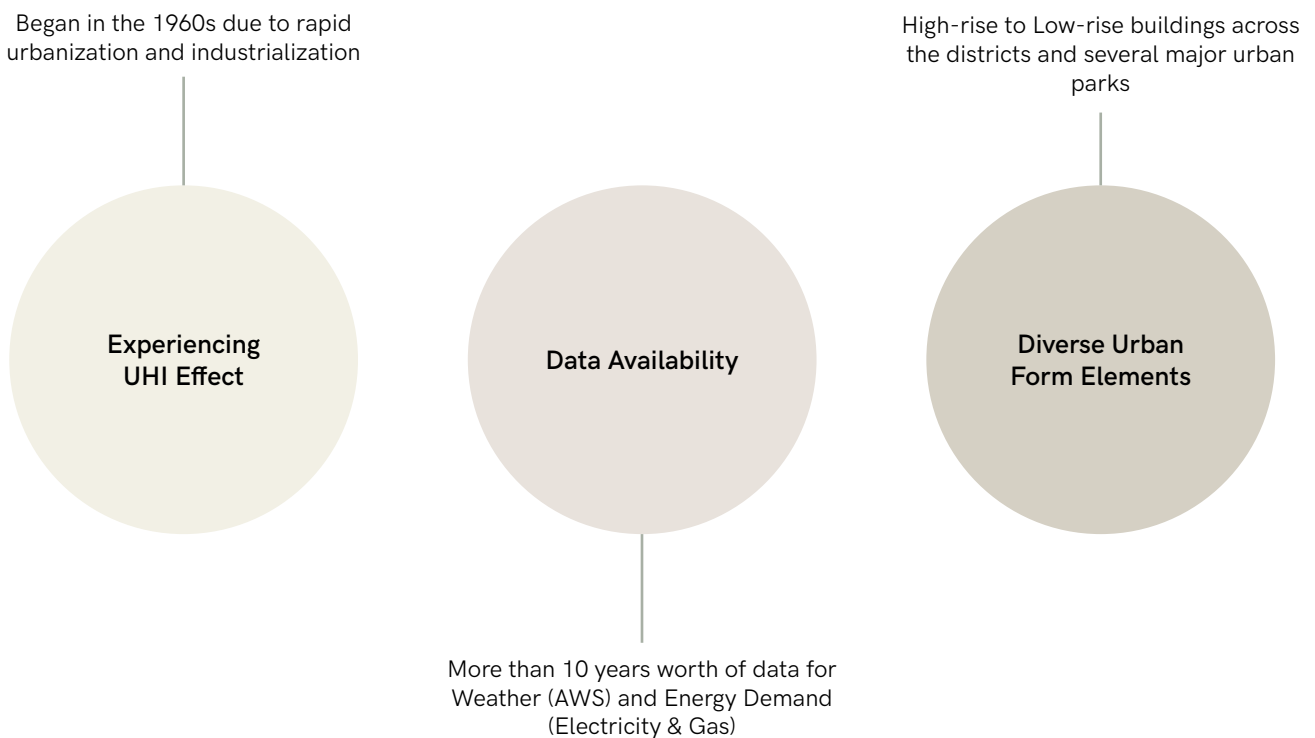 Began in the 1960s due to rapid
urbanization and industrialization
Experiencing
UHI Effect
Data Availability
More than 10 years worth of data for
Weather (AWS) and Energy Demand
(Electricity & Gas)
High-rise to Low-rise buildings across
the districts and several major urban
parks
Diverse Urban
Form Elements